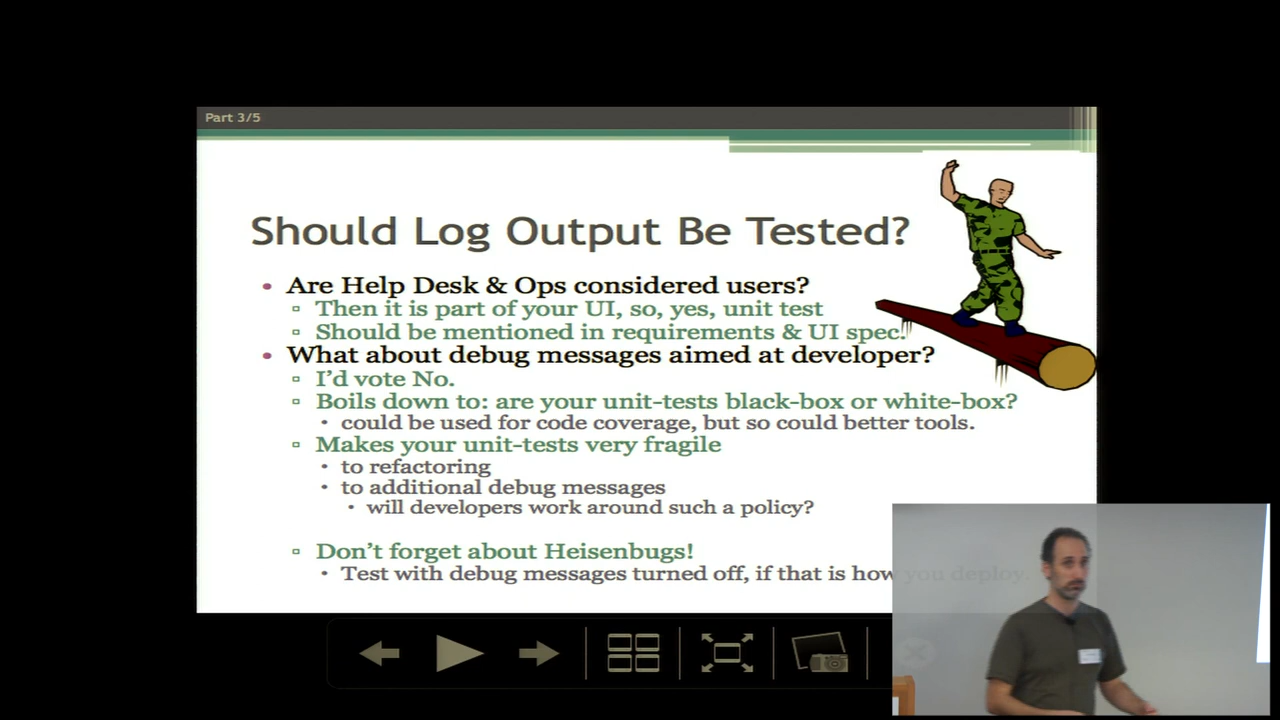 Part 3/5
Should Log Output Be Tested?
• Are Help Desk & Ops considered users?
▫ Then it is part of your UI, so, yes, unit test
▫ Should be mentioned in requirements & UI spec.
• What about debug messages aimed at developer?
▫ I'd vote No.
▫ Boils down to: are your unit-tests black-box or white-box?
• could be used for code coverage, but so could better tools.
▫ Makes your unit-tests very fragile
• to refactoring
• to additional debug messages
• will developers work around such a policy?
▫ Don't forget about Heisenbugs!
• Test with debug messages turned off, if that is how you deploy.